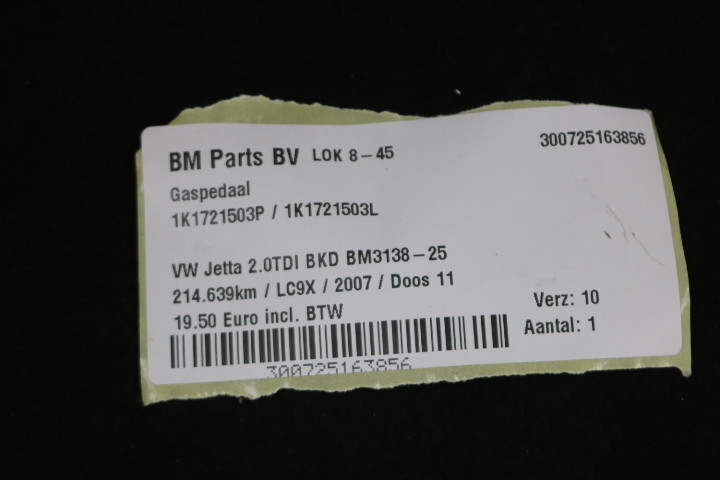 BM Parts BV LOK 8-45
300725163856
Gaspedaal
1K1721503P / 1K1721503L
VW Jetta 2.0TDI BKD BM3138-25
214.639km / LC9X / 2007 / Doos 11
19.50 Euro incl. BTW
Verz: 10
Aantal: 1
300725163856